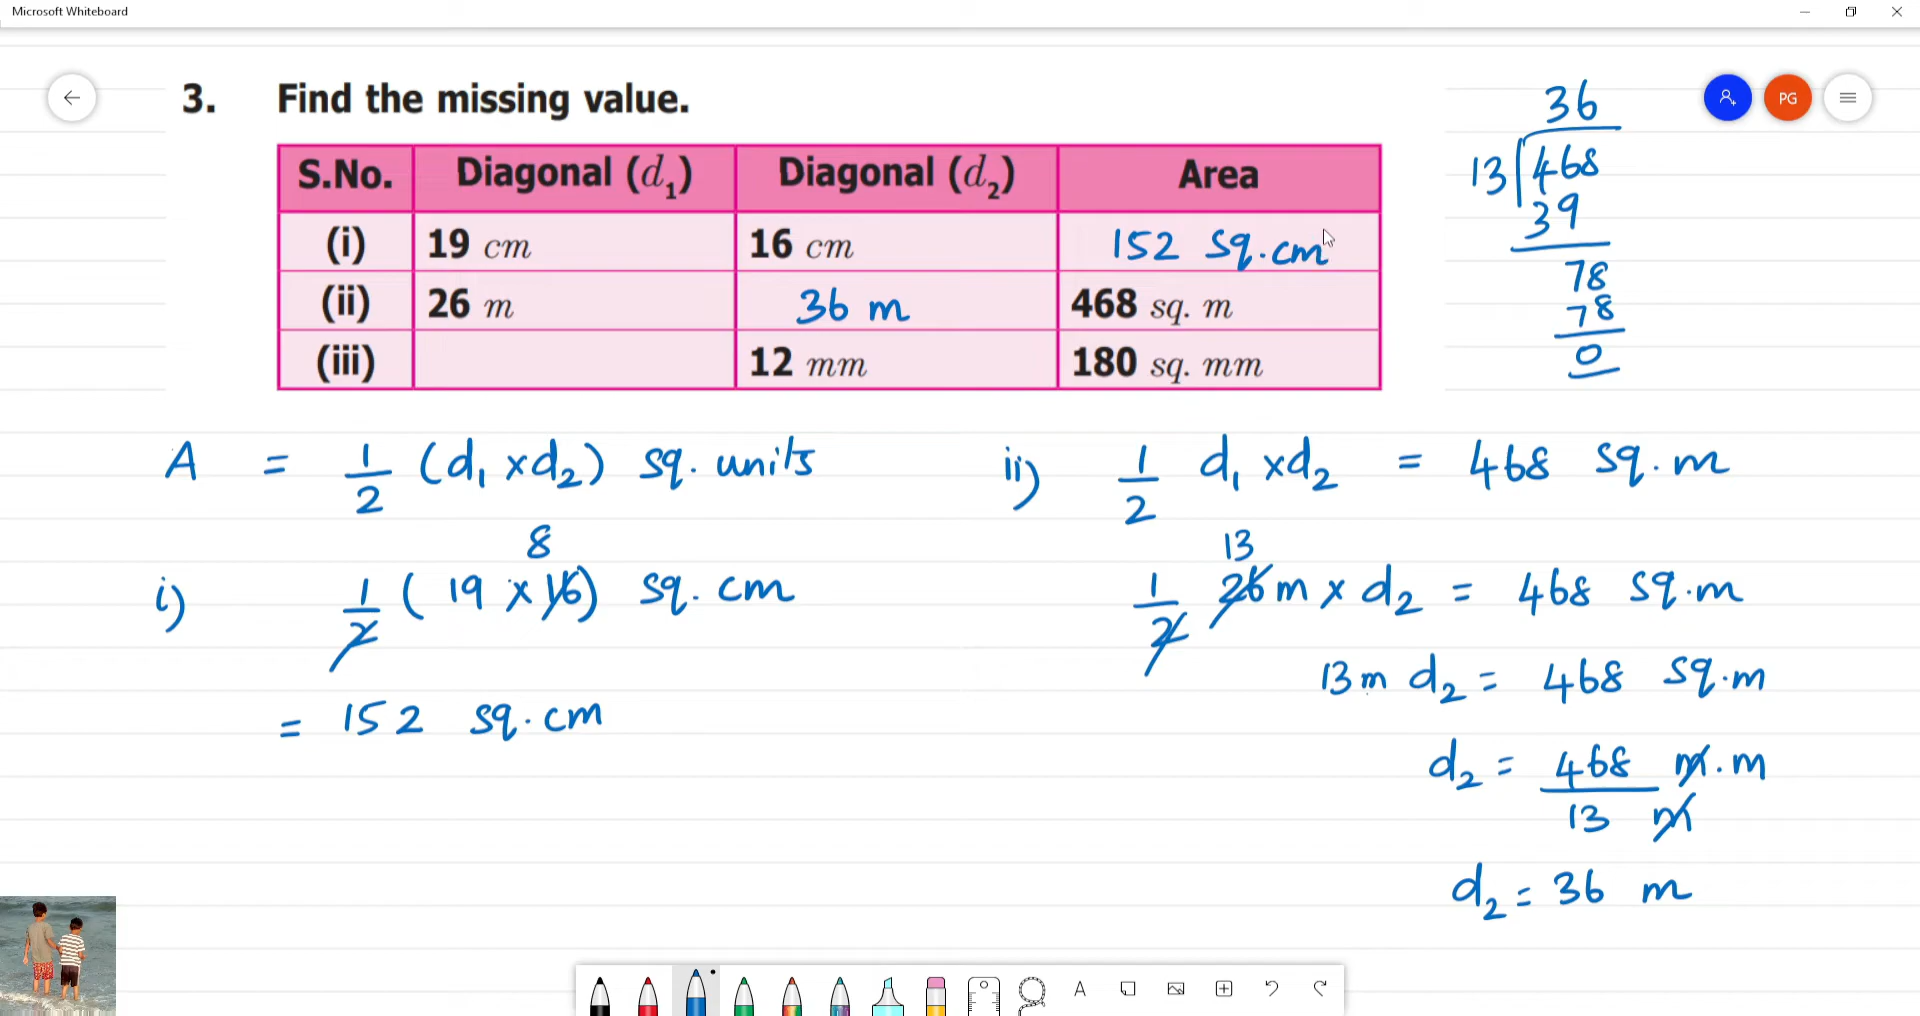 Microsoft Whiteboard
3. Find the missing value.
S.No. Diagonal (d₁) Diagonal (d₂) Area
(i) 19 cm 16 cm 152 sq.cm
(ii) 26 m 36 m 468 sq. m
(iii) 12 mm 180 sq. mm
36
13 468
39
78
78
0
PG
A = 1/2 (d₁ × d₂) sq. units
8
i) 1/2 ( 19 × 16) sq. cm
= 152 sq. cm
ii) 1/2 d₁ × d₂ = 468 sq. m
13
1/2 26 m × d₂ = 468 sq.m
13 m d₂ = 468 sq.m
d₂ = 468 m.m
13 m
d₂ = 36 m
A